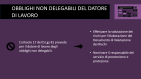 OBBLIGHI NON DELEGABILI DEL DATORE
DI LAVORO
L'articolo 17 del D.Lgs 81 prevede
per il datore di lavoro degli
obblighi non delegabili:
Effettuare la valutazione dei
rischi per l'elaborazione del
Documento di Valutazione
dei Rischi
Nominare il responsabile del
servizio di prevenzione e
protezione